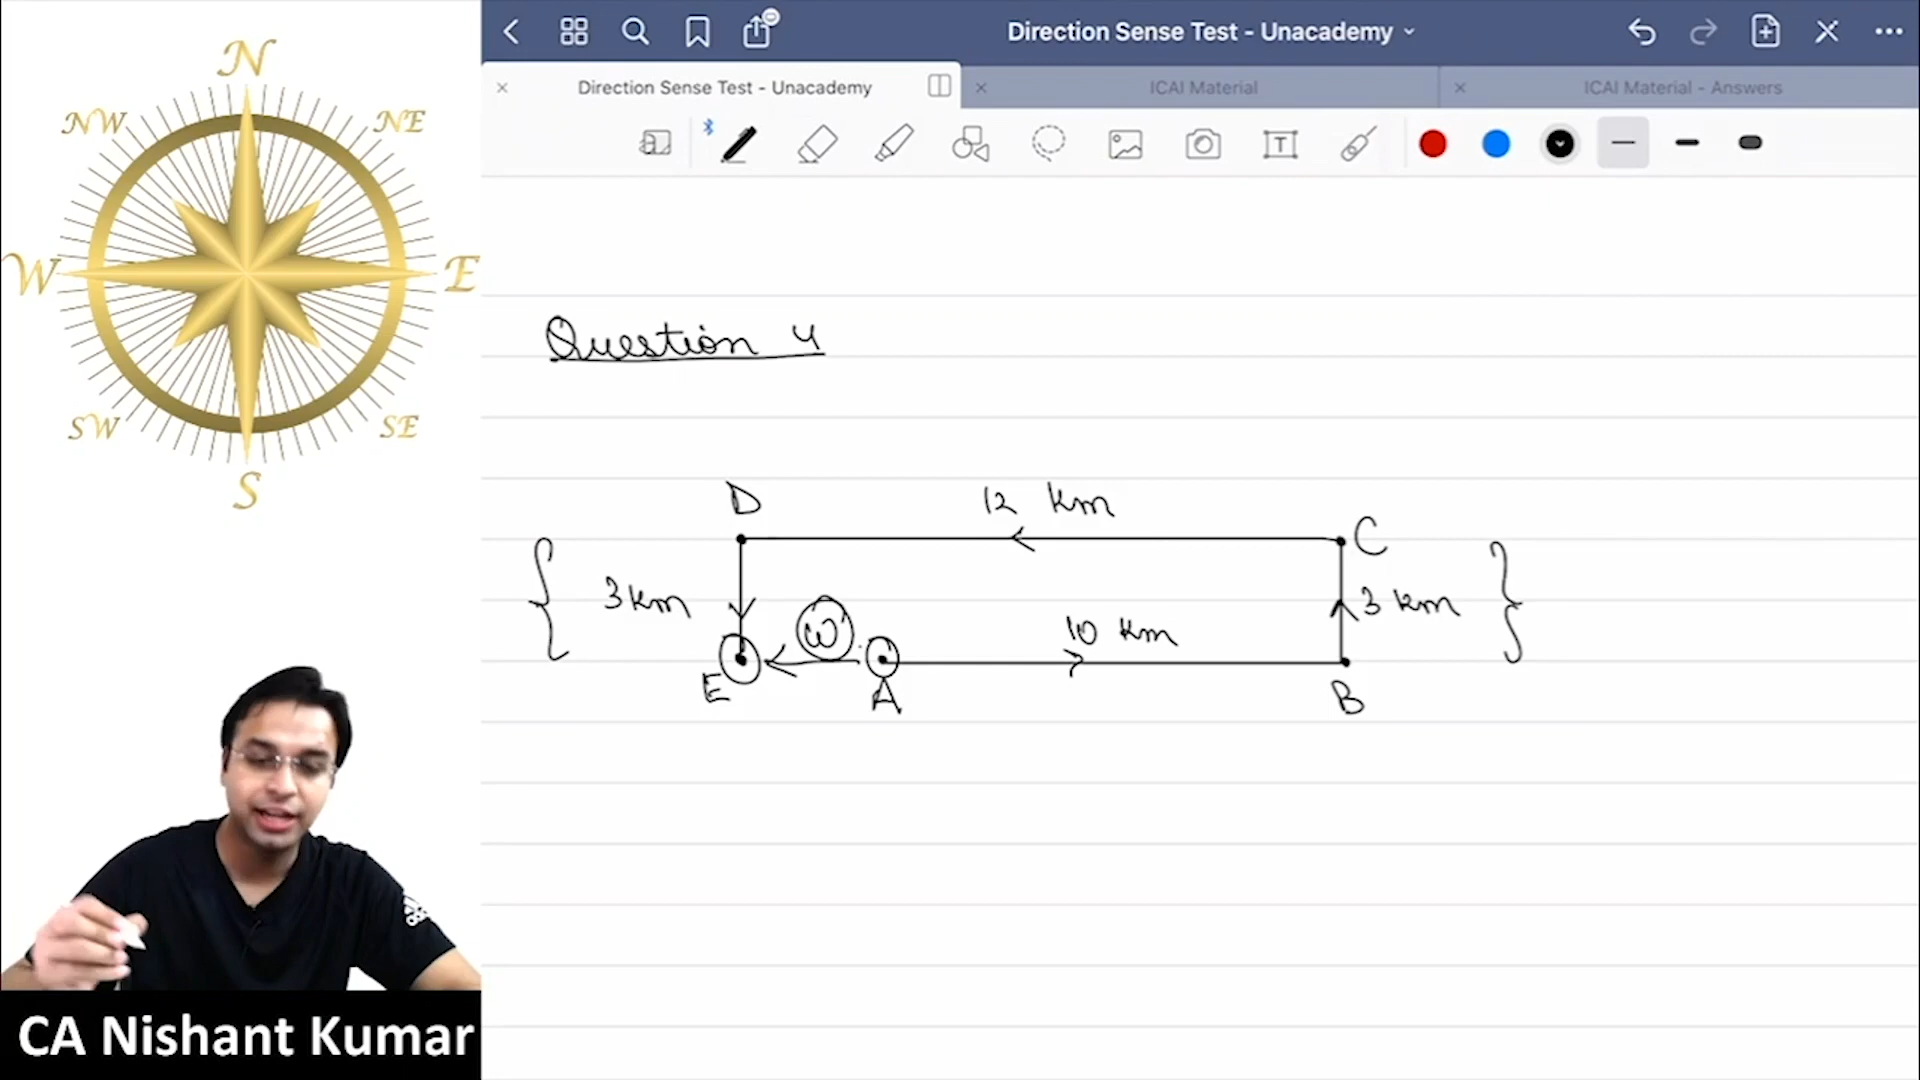 N
NW
NE
W
E
SW
SE
S
CA Nishant Kumar
Direction Sense Test - Unacademy
Direction Sense Test - Unacademy
ICAI Material
ICAI Material - Answers
T
Question 4
D
12 km
C
3 km
W
10 km
3 km
E
A
B